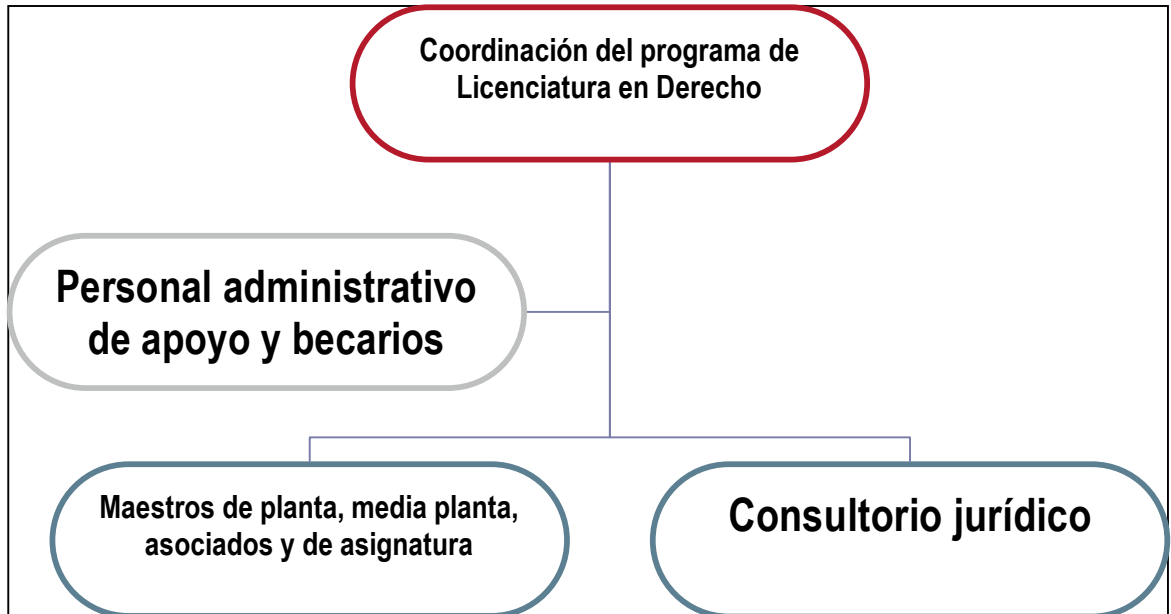 Coordinación del programa de
Licenciatura en Derecho
Personal administrativo
de apoyo y becarios
Maestros de planta, media planta,
asociados y de asignatura
Consultorio jurídico